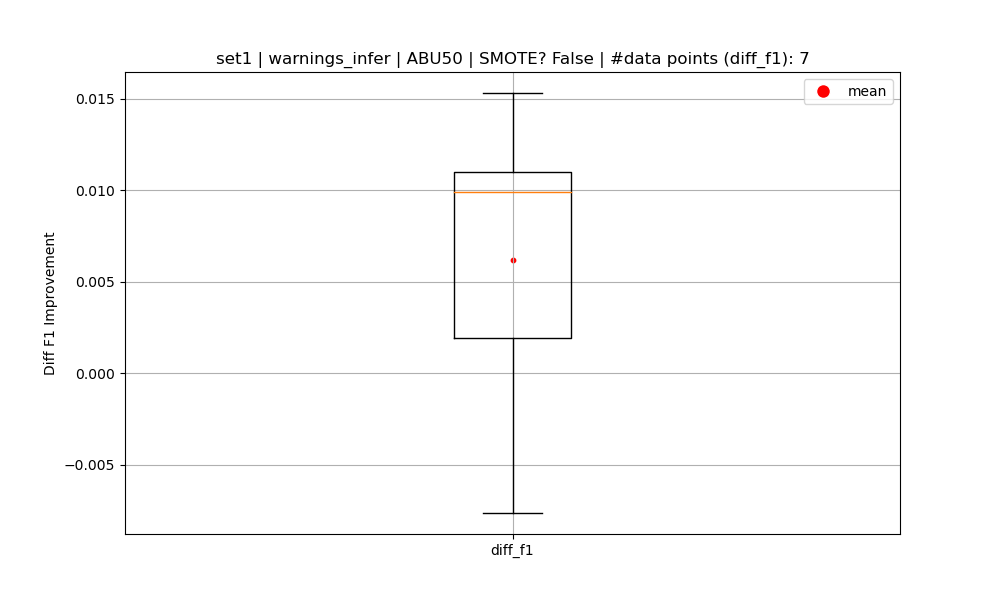 set1 | warnings_infer | ABU50 | SMOTE? False | #data points (diff_f1): 7
mean
0.015
0.010
0.005
0.000
−0.005
Diff F1 Improvement
diff_f1